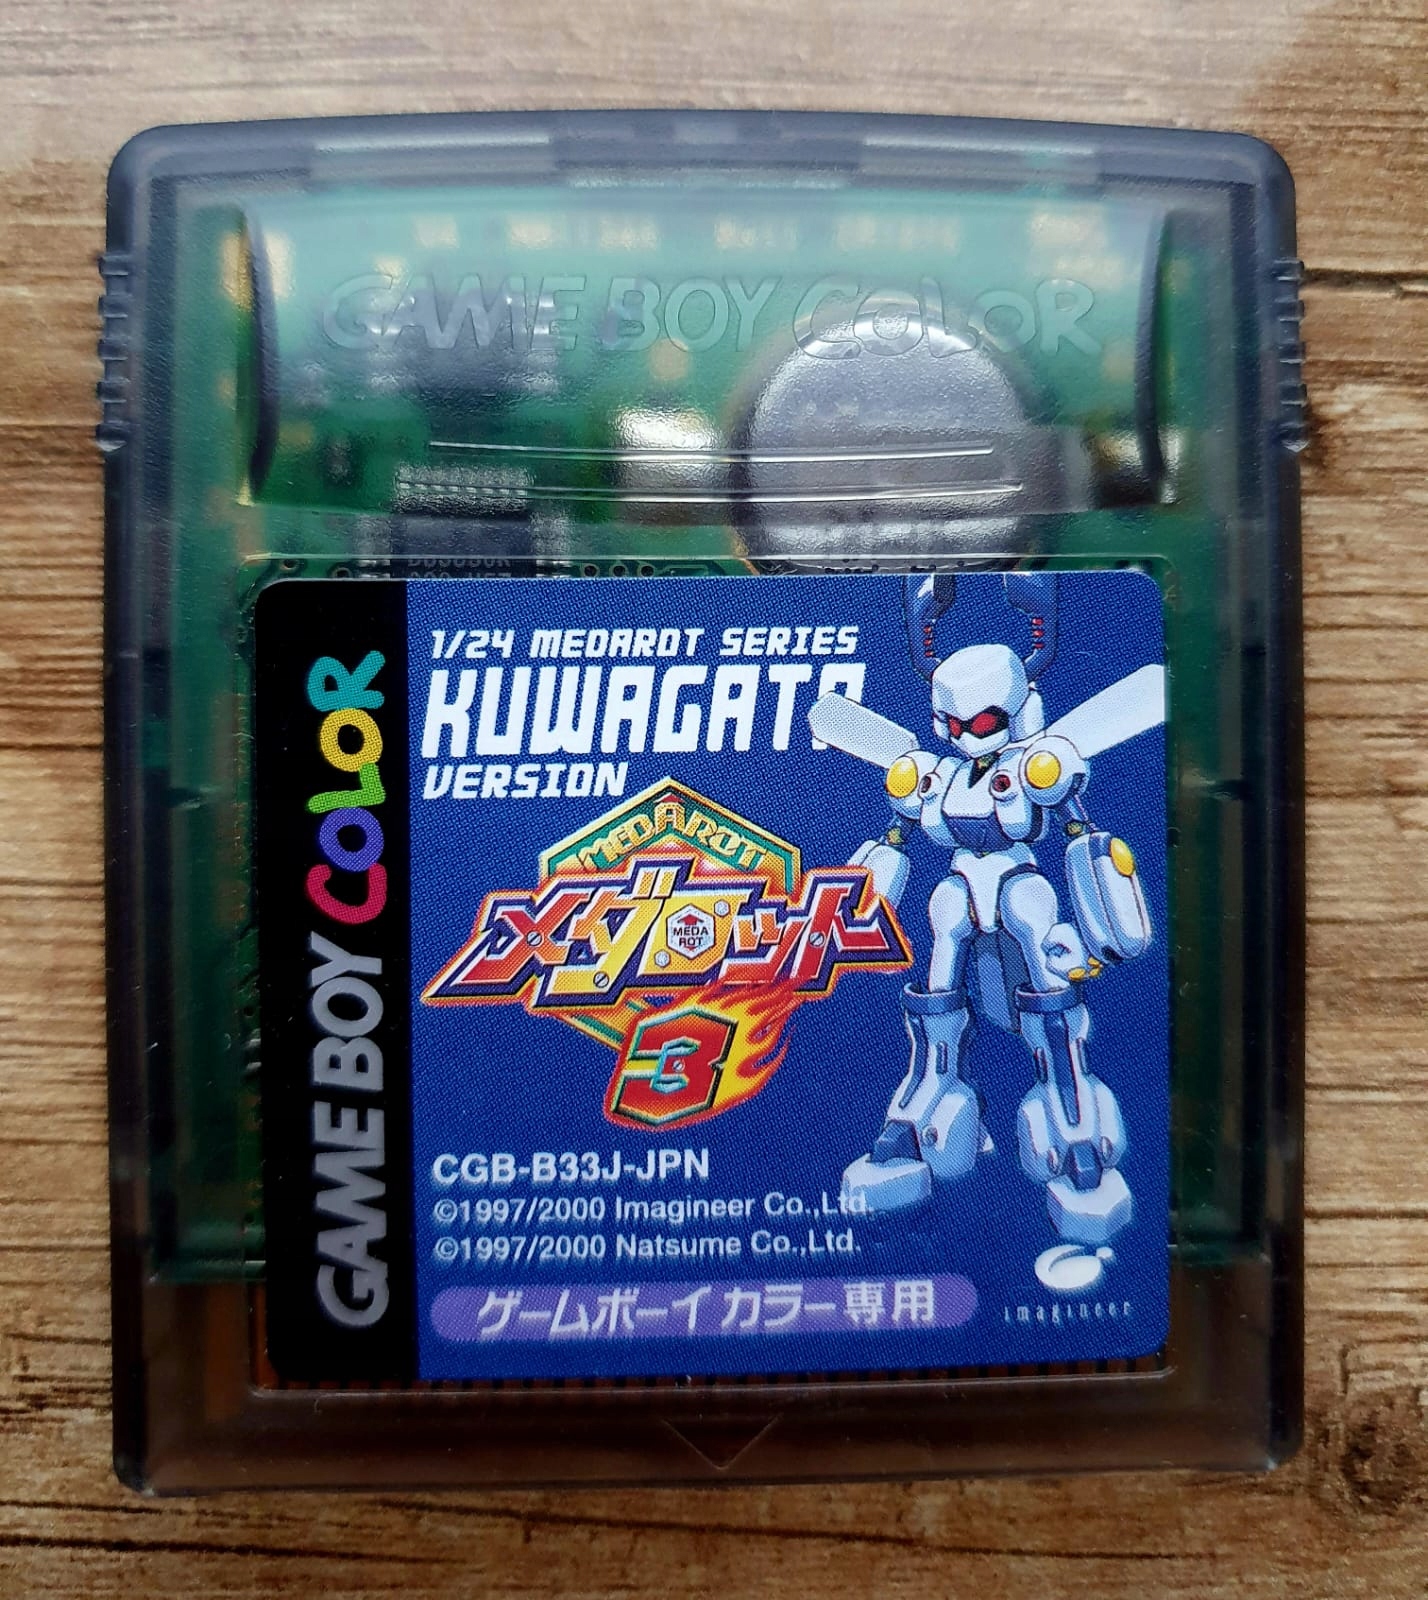 GAME BOY COLOR
1/24 MEDAROT SERIES
KUWAGATA
VERSION
MEDAROT
メダロット
MEDA
ROT
3
CGB-B33J-JPN
©1997/2000 Imagineer Co.,Ltd.
©1997/2000 Natsume Co.,Ltd.
ゲームボーイカラー専用
imagineer
GAME BOY COLOR